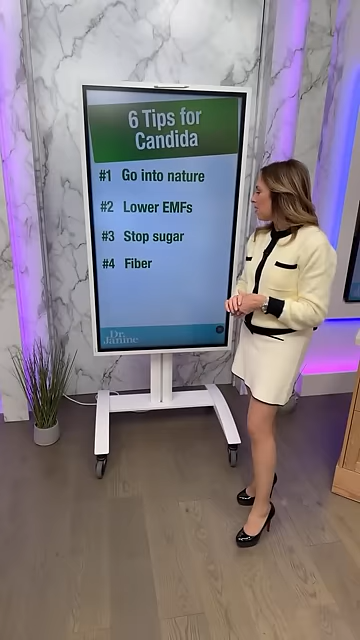 6 Tips for
Candida
#1 Go into nature
#2 Lower EMFs
#3 Stop sugar
#4 Fiber
Dr.
Janine